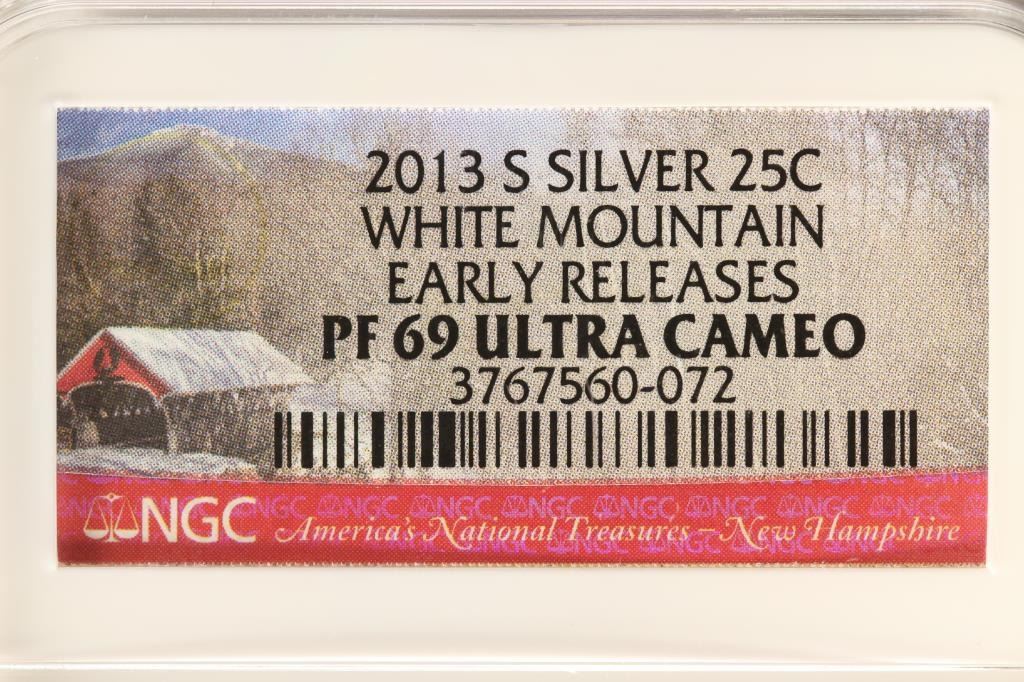 2013 S SILVER 25C
WHITE MOUNTAIN
EARLY RELEASES
PF 69 ULTRA CAMEO
3767560-072
NGC America's National Treasures – New Hampshire